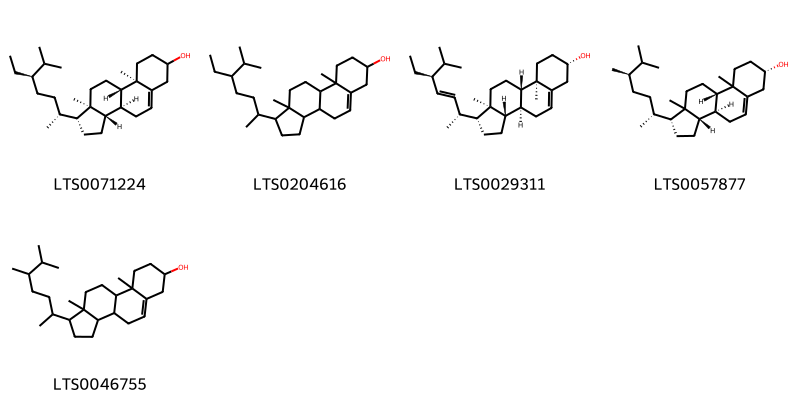 OH OH OH OH
H H H
H H H
H H H
LTS0071224 LTS0204616 LTS0029311 LTS0057877
OH
LTS0046755